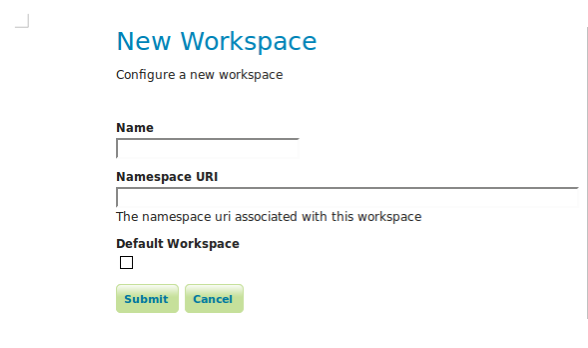 New Workspace
Configure a new workspace
Name
Namespace URI
The namespace uri associated with this workspace
Default Workspace
Submit Cancel